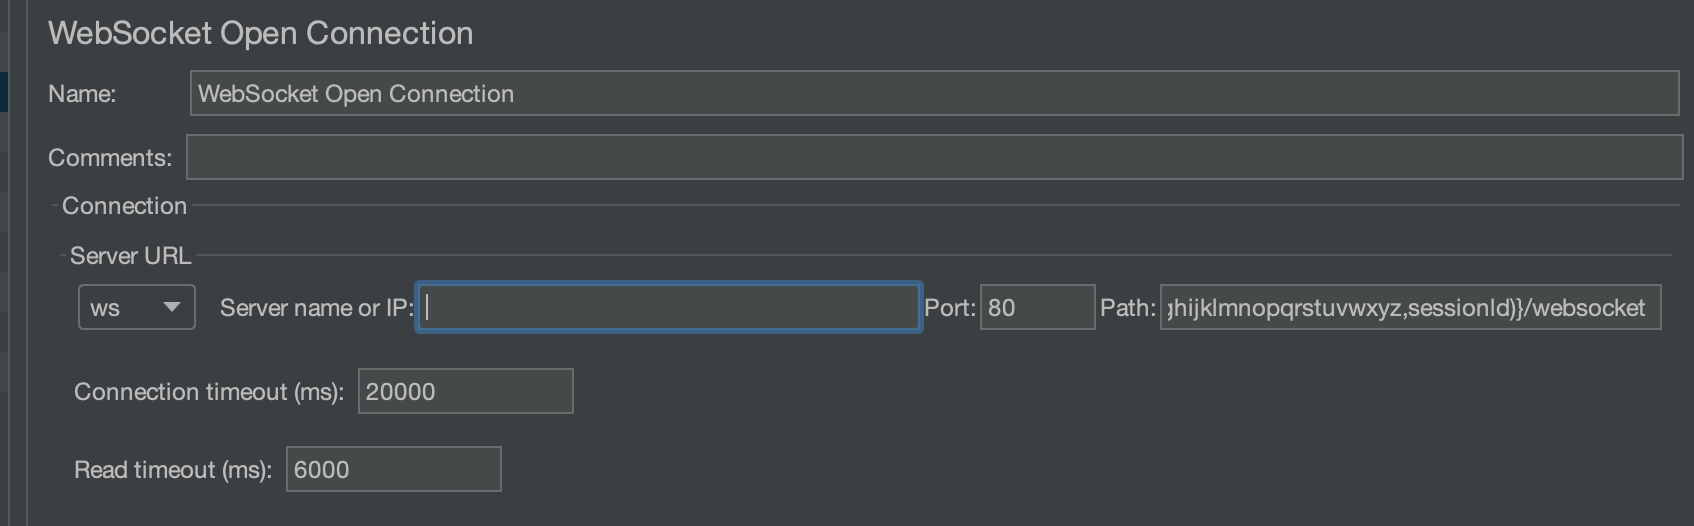 WebSocket Open Connection
Name: WebSocket Open Connection
Comments:
Connection
Server URL
ws Server name or IP: Port: 80 Path: ghijklmnopqrstuvwxyz,sessionId)}/websocket
Connection timeout (ms): 20000
Read timeout (ms): 6000